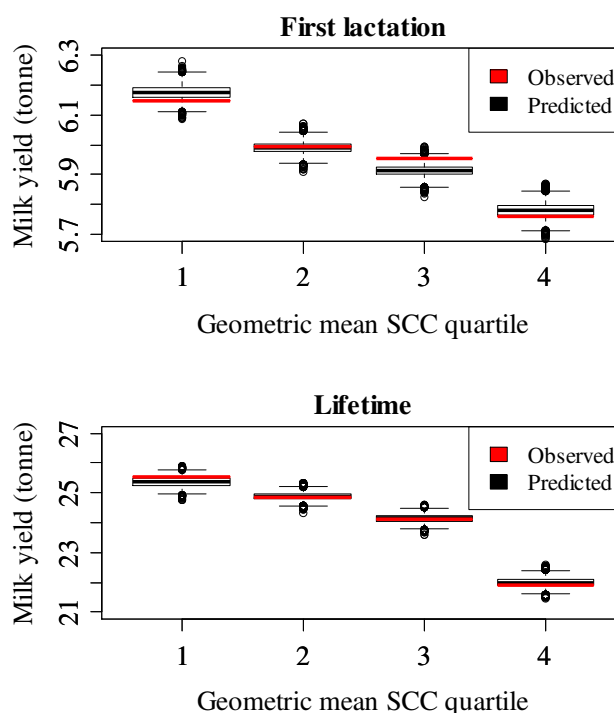 First lactation
Milk yield (tonne)
6.3
6.1
5.9
5.7
Observed
Predicted
1 2 3 4
Geometric mean SCC quartile
Lifetime
Milk yield (tonne)
27
25
23
21
Observed
Predicted
1 2 3 4
Geometric mean SCC quartile